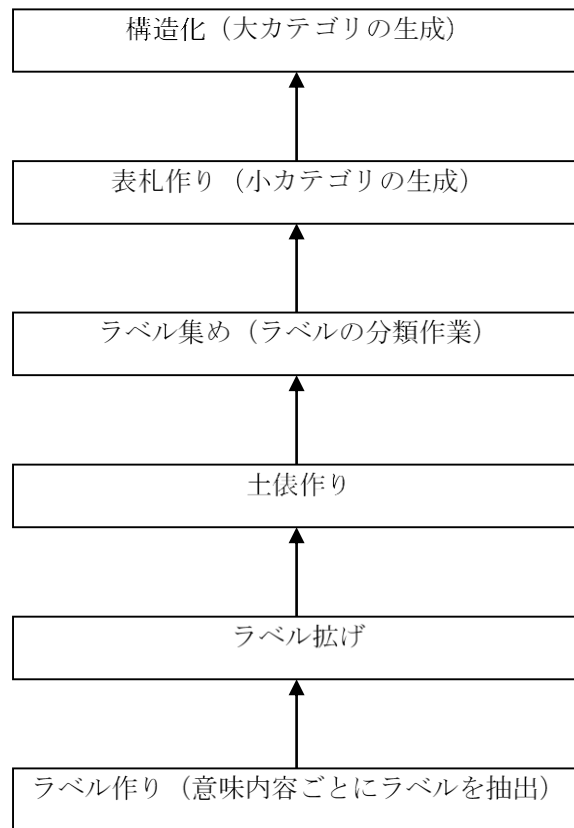 構造化（大カテゴリの生成）
表札作り（小カテゴリの生成）
ラベル集め（ラベルの分類作業）
土俵作り
ラベル拡げ
ラベル作り（意味内容ごとにラベルを抽出）